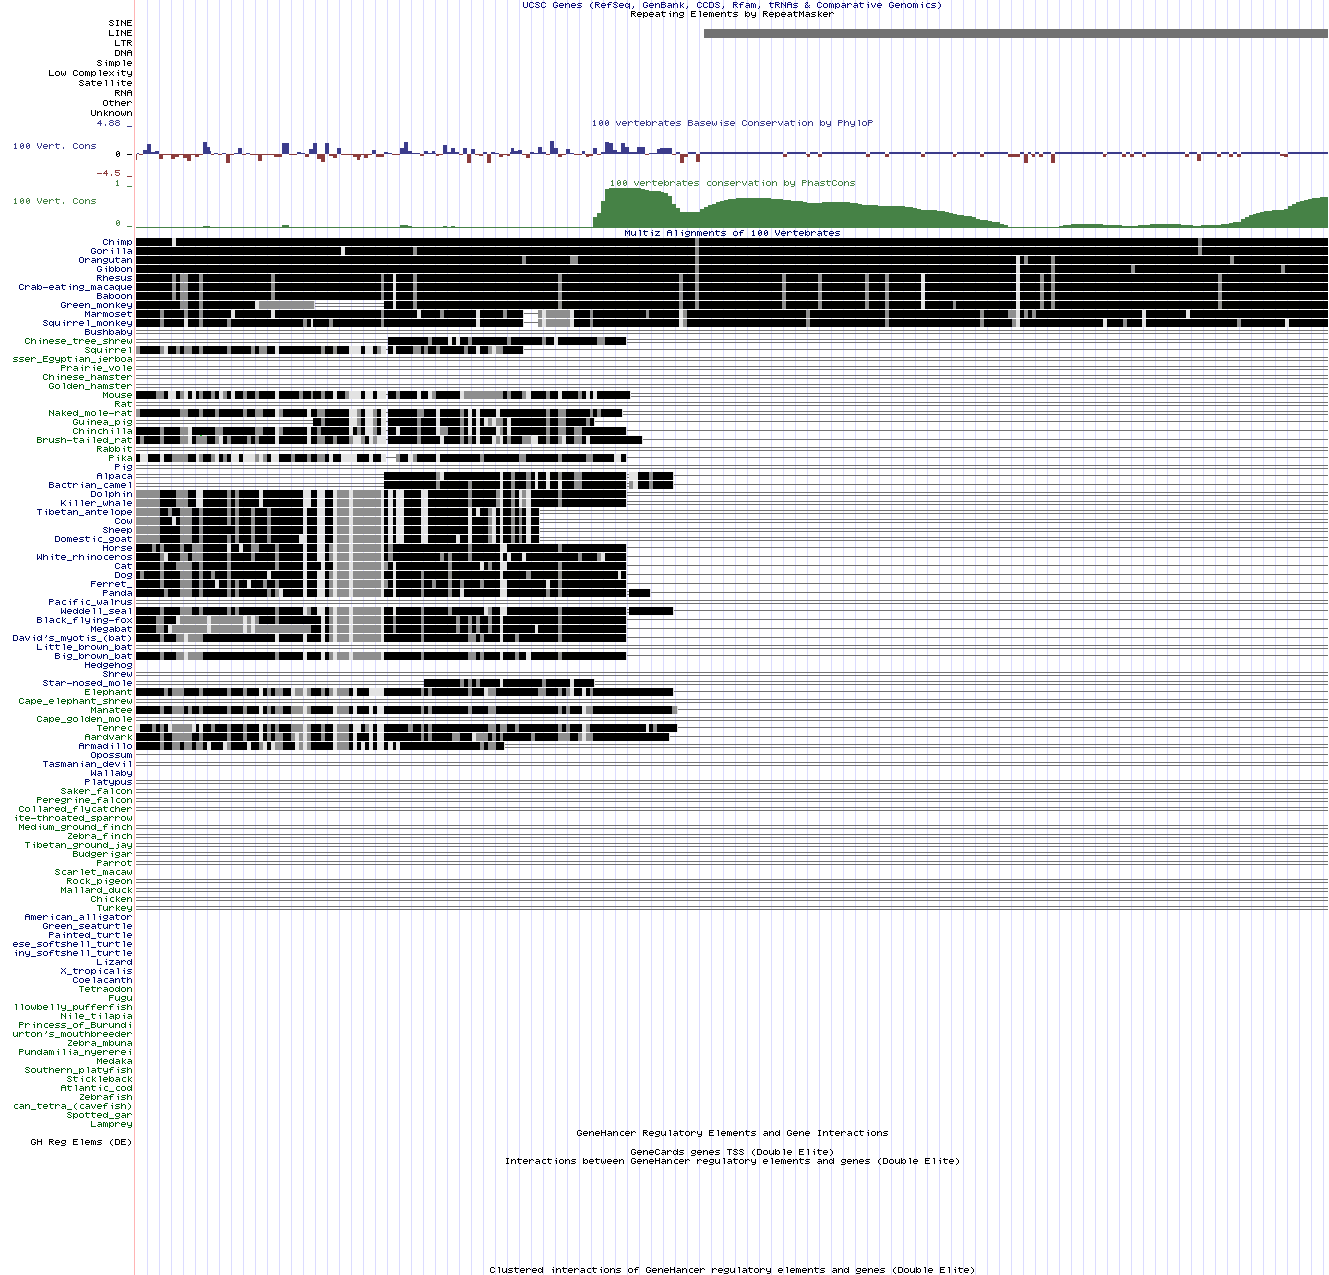 UCSC Genes (RefSeq, GenBank, CCDS, Rfam, tRNAs & Comparative Genomics)
Repeating Elements by RepeatMasker
SINE
LINE
LTR
DNA
Simple
Low Complexity
Satellite
RNA
Other
Unknown
4.88 _
100 vertebrates Basewise Conservation by PhyloP
100 Vert. Cons
0 _
-4.5 _
1 _
100 vertebrates conservation by PhastCons
100 Vert. Cons
0 _
Multiz Alignments of 100 Vertebrates
Chimp
Gorilla
Orangutan
Gibbon
Rhesus
Crab-eating_macaque
Baboon
Green_monkey
Marmoset
Squirrel_monkey
Bushbaby
Chinese_tree_shrew
Squirrel
sser_Egyptian_jerboa
Prairie_vole
Chinese_hamster
Golden_hamster
Mouse
Rat
Naked_mole-rat
Guinea_pig
Chinchilla
Brush-tailed_rat
Rabbit
Pika
Pig
Alpaca
Bactrian_camel
Dolphin
Killer_whale
Tibetan_antelope
Cow
Sheep
Domestic_goat
Horse
White_rhinoceros
Cat
Dog
Ferret_
Panda
Pacific_walrus
Weddell_seal
Black_flying-fox
Megabat
David's_myotis_(bat)
Little_brown_bat
Big_brown_bat
Hedgehog
Shrew
Star-nosed_mole
Elephant
Cape_elephant_shrew
Manatee
Cape_golden_mole
Tenrec
Aardvark
Armadillo
Opossum
Tasmanian_devil
Wallaby
Platypus
Saker_falcon
Peregrine_falcon
Collared_flycatcher
ite-throated_sparrow
Medium_ground_finch
Zebra_finch
Tibetan_ground_jay
Budgerigar
Parrot
Scarlet_macaw
Rock_pigeon
Mallard_duck
Chicken
Turkey
American_alligator
Green_seaturtle
Painted_turtle
ese_softshell_turtle
iny_softshell_turtle
Lizard
X_tropicalis
Coelacanth
Tetraodon
Fugu
llowbelly_pufferfish
Nile_tilapia
Princess_of_Burundi
urton's_mouthbreeder
Zebra_mbuna
Pundamilia_nyererei
Medaka
Southern_platyfish
Stickleback
Atlantic_cod
Zebrafish
can_tetra_(cavefish)
Spotted_gar
Lamprey
GeneHancer Regulatory Elements and Gene Interactions
GH Reg Elems (DE)
GeneCards genes TSS (Double Elite)
Interactions between GeneHancer regulatory elements and genes (Double Elite)
Clustered interactions of GeneHancer regulatory elements and genes (Double Elite)